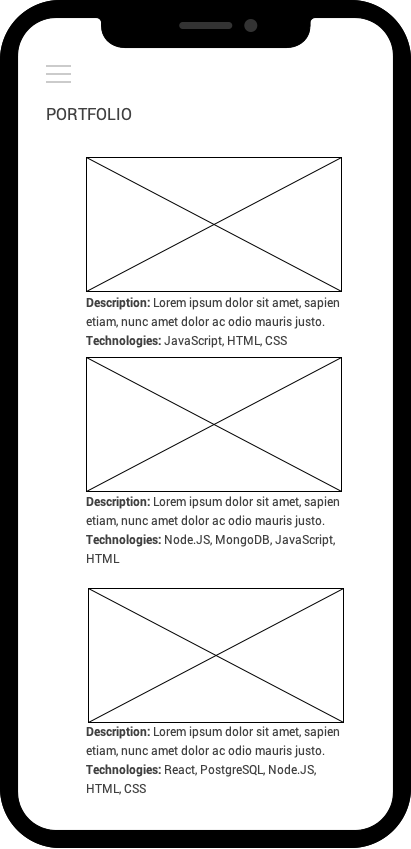 PORTFOLIO
Description: Lorem ipsum dolor sit amet, sapien
etiam, nunc amet dolor ac odio mauris justo.
Technologies: JavaScript, HTML, CSS
Description: Lorem ipsum dolor sit amet, sapien
etiam, nunc amet dolor ac odio mauris justo.
Technologies: Node.JS, MongoDB, JavaScript,
HTML
Description: Lorem ipsum dolor sit amet, sapien
etiam, nunc amet dolor ac odio mauris justo.
Technologies: React, PostgreSQL, Node.JS,
HTML, CSS